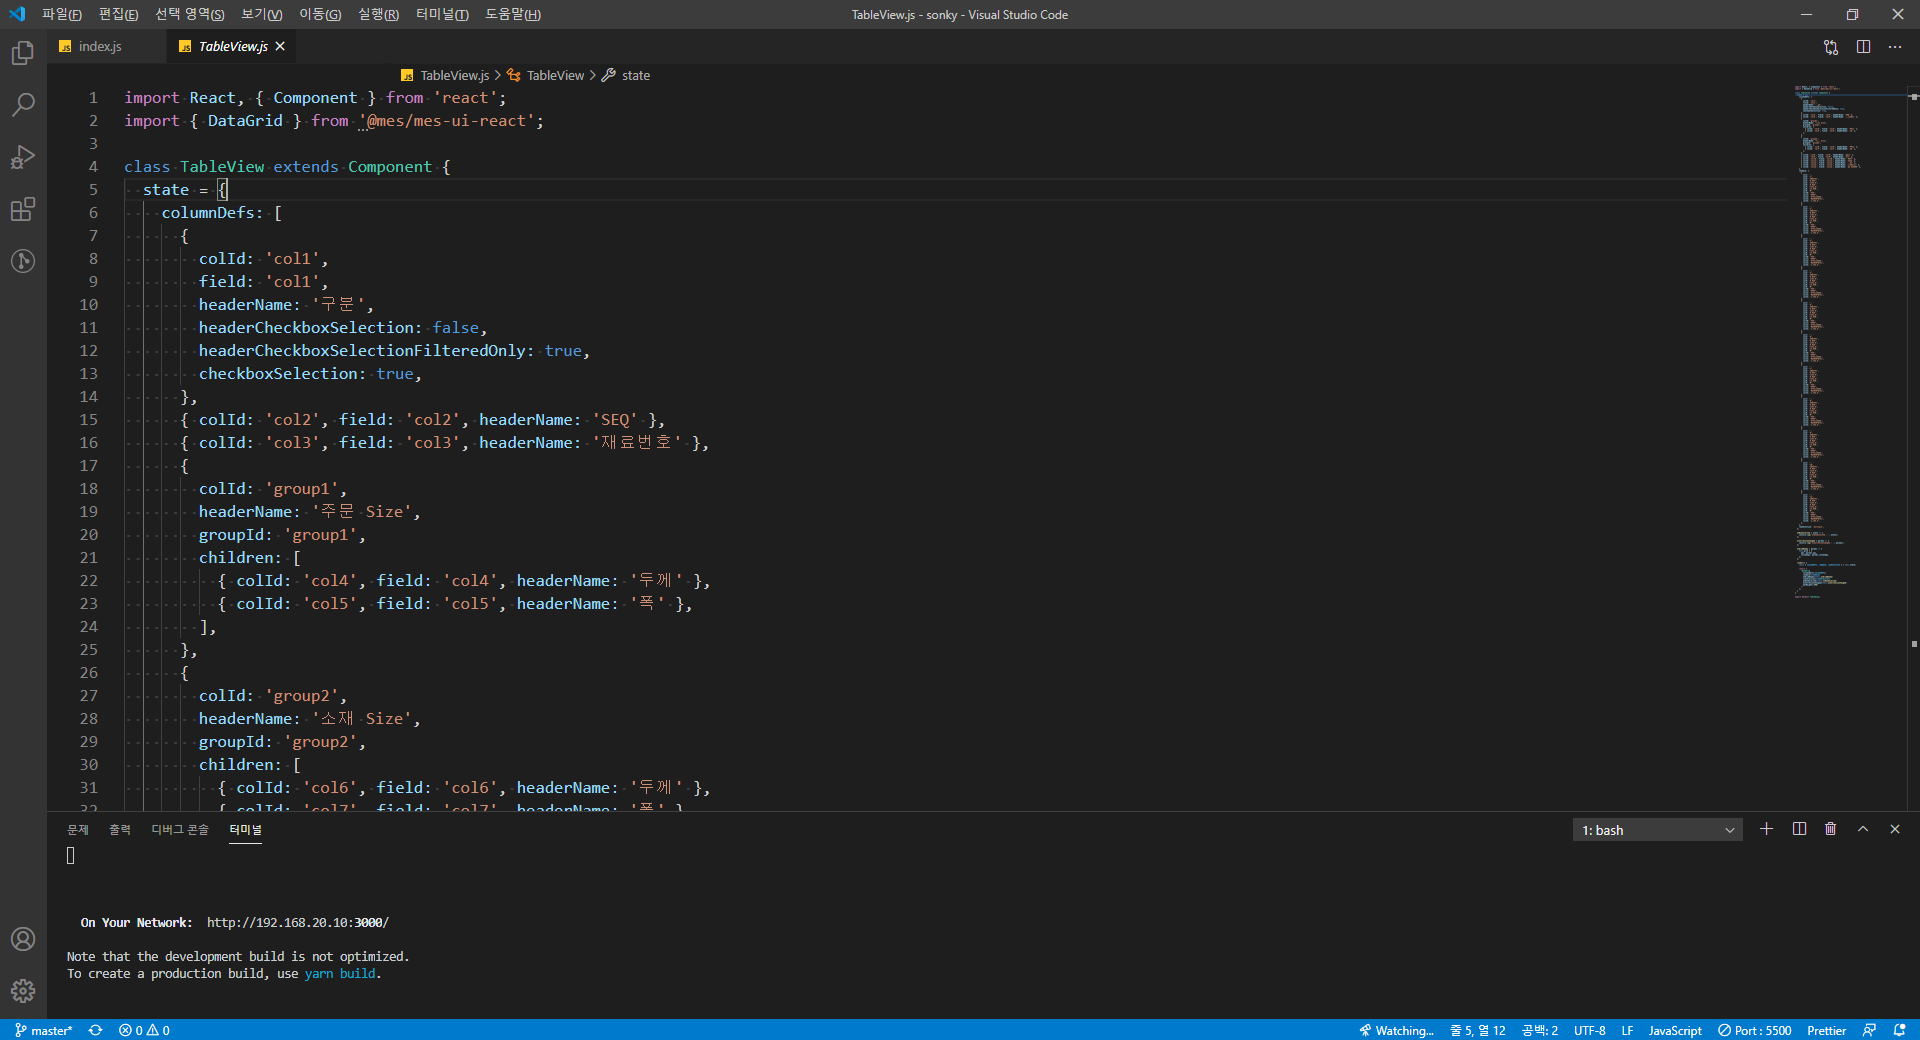 파일(F) 편집(E) 선택 영역(S) 보기(V) 이동(G) 실행(R) 터미널(T) 도움말(H) TableView.js - sonky - Visual Studio Code
index.js TableView.js
TableView.js > TableView > state
1 import React, { Component } from 'react';
2 import { DataGrid } from '@mes/mes-ui-react';
3
4 class TableView extends Component {
5 state = {
6 columnDefs: [
7 {
8 colId: 'col1',
9 field: 'col1',
10 headerName: '구분',
11 headerCheckboxSelection: false,
12 headerCheckboxSelectionFilteredOnly: true,
13 checkboxSelection: true,
14 },
15 { colId: 'col2', field: 'col2', headerName: 'SEQ' },
16 { colId: 'col3', field: 'col3', headerName: '재료번호' },
17 {
18 colId: 'group1',
19 headerName: '주문 Size',
20 groupId: 'group1',
21 children: [
22 { colId: 'col4', field: 'col4', headerName: '두께' },
23 { colId: 'col5', field: 'col5', headerName: '폭' },
24 ],
25 },
26 {
27 colId: 'group2',
28 headerName: '소재 Size',
29 groupId: 'group2',
30 children: [
31 { colId: 'col6', field: 'col6', headerName: '두께' },
32 { colId: 'col7', field: 'col7', headerName: '폭' },
문제 출력 디버그 콘솔 터미널 1: bash
On Your Network: http://192.168.20.10:3000/
Note that the development build is not optimized.
To create a production build, use yarn build.
master* 0 0 Watching... 줄 5, 열 12 공백: 2 UTF-8 LF JavaScript Port : 5500 Prettier